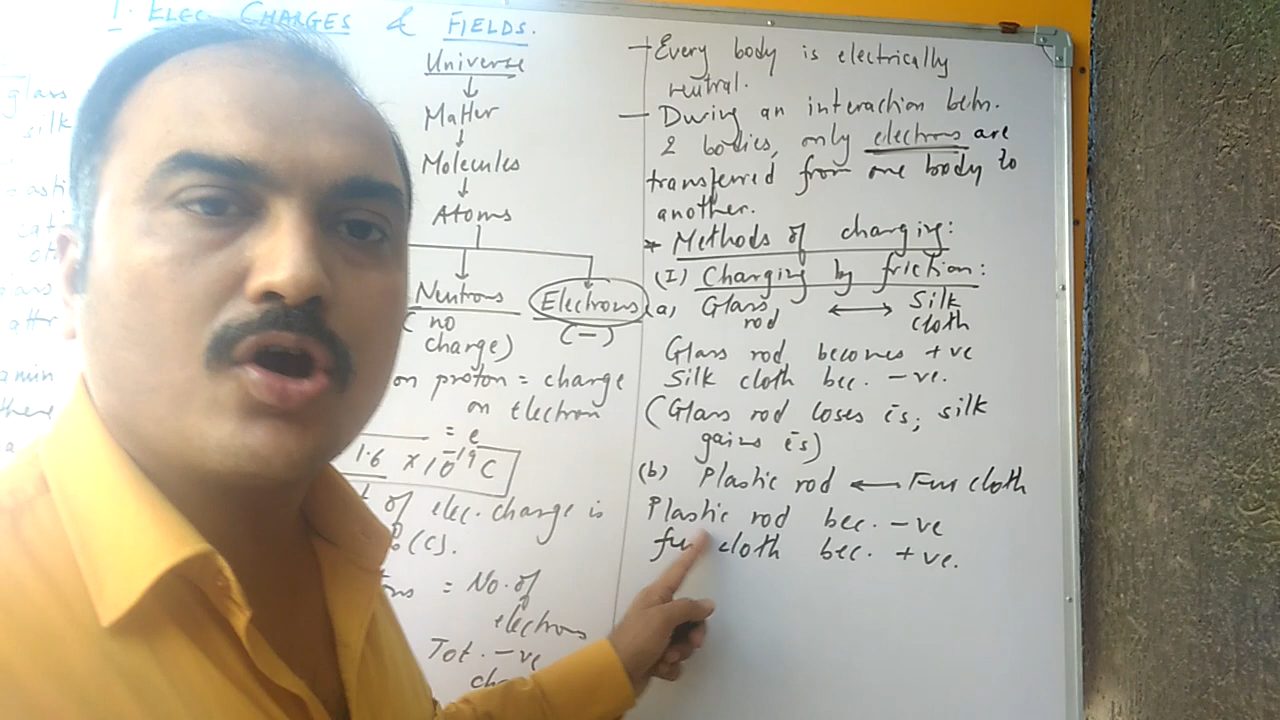 1. ELEC. CHARGES & FIELDS.
glass
silk
Universe
↓
Matter
↓
Molecules
↓
Atoms
Neutrons
(no charge)
Electrons
(-)
on proton = charge
on electron
= e
1.6 × 10⁻¹⁹ C
of elec. charge is
(C).
= No. of
electrons
Tot. -ve
- Every body is electrically
neutral.
- During an interaction betn.
2 bodies, only electrons are
transferred from one body to
another.
* Methods of charging:
(I) Charging by friction:
(a) Glass rod ↔ Silk cloth
Glass rod becomes +ve
Silk cloth bec. -ve.
(Glass rod loses ēs; silk
gains ēs)
(b) Plastic rod ← Fur cloth
Plastic rod bec. -ve
fur cloth bec. +ve.